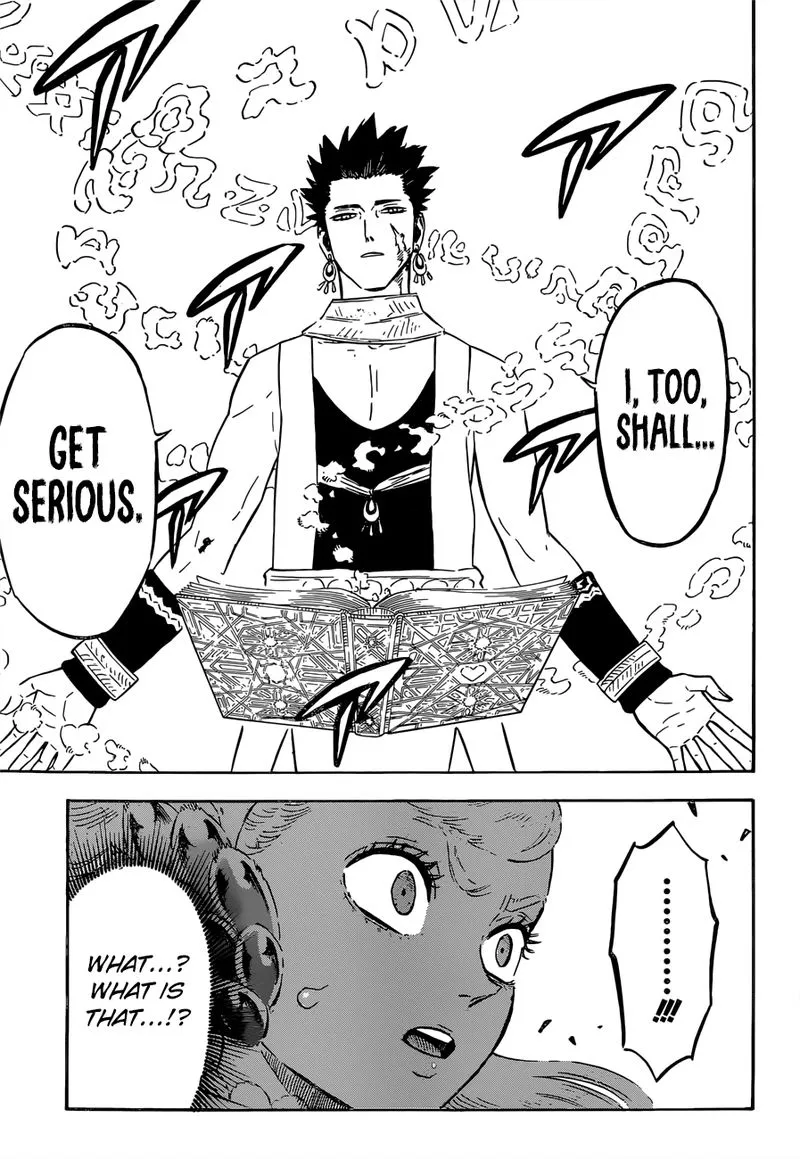 I, TOO,
SHALL...
GET
SERIOUS.
.........!!!
WHAT...?
WHAT IS
THAT...!?